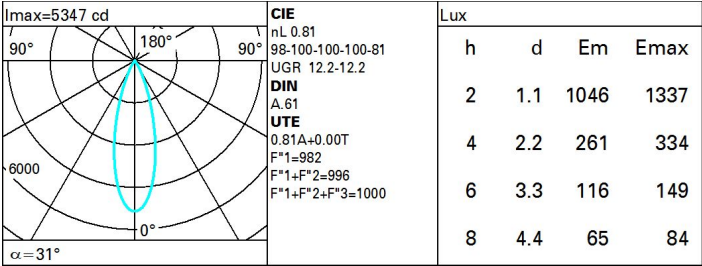 Imax=5347 cd
90°
180°
90°
6000
0°
α=31°
CIE
nL 0.81
98-100-100-100-81
UGR 12.2-12.2
DIN
A.61
UTE
0.81A+0.00T
F"1=982
F"1+F"2=996
F"1+F"2+F"3=1000
Lux
h d Em Emax
2 1.1 1046 1337
4 2.2 261 334
6 3.3 116 149
8 4.4 65 84